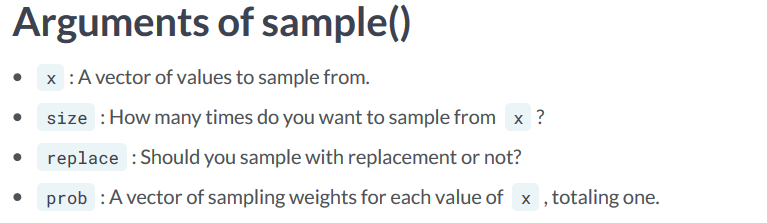 Arguments of sample()
• x : A vector of values to sample from.
• size : How many times do you want to sample from x ?
• replace : Should you sample with replacement or not?
• prob : A vector of sampling weights for each value of x , totaling one.